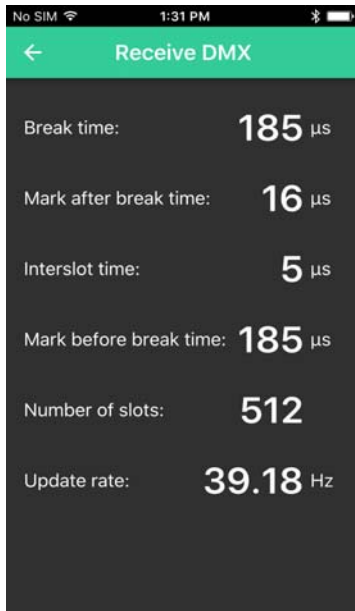 No SIM 1:31 PM
Receive DMX
Break time: 185 µs
Mark after break time: 16 µs
Interslot time: 5 µs
Mark before break time: 185 µs
Number of slots: 512
Update rate: 39.18 Hz